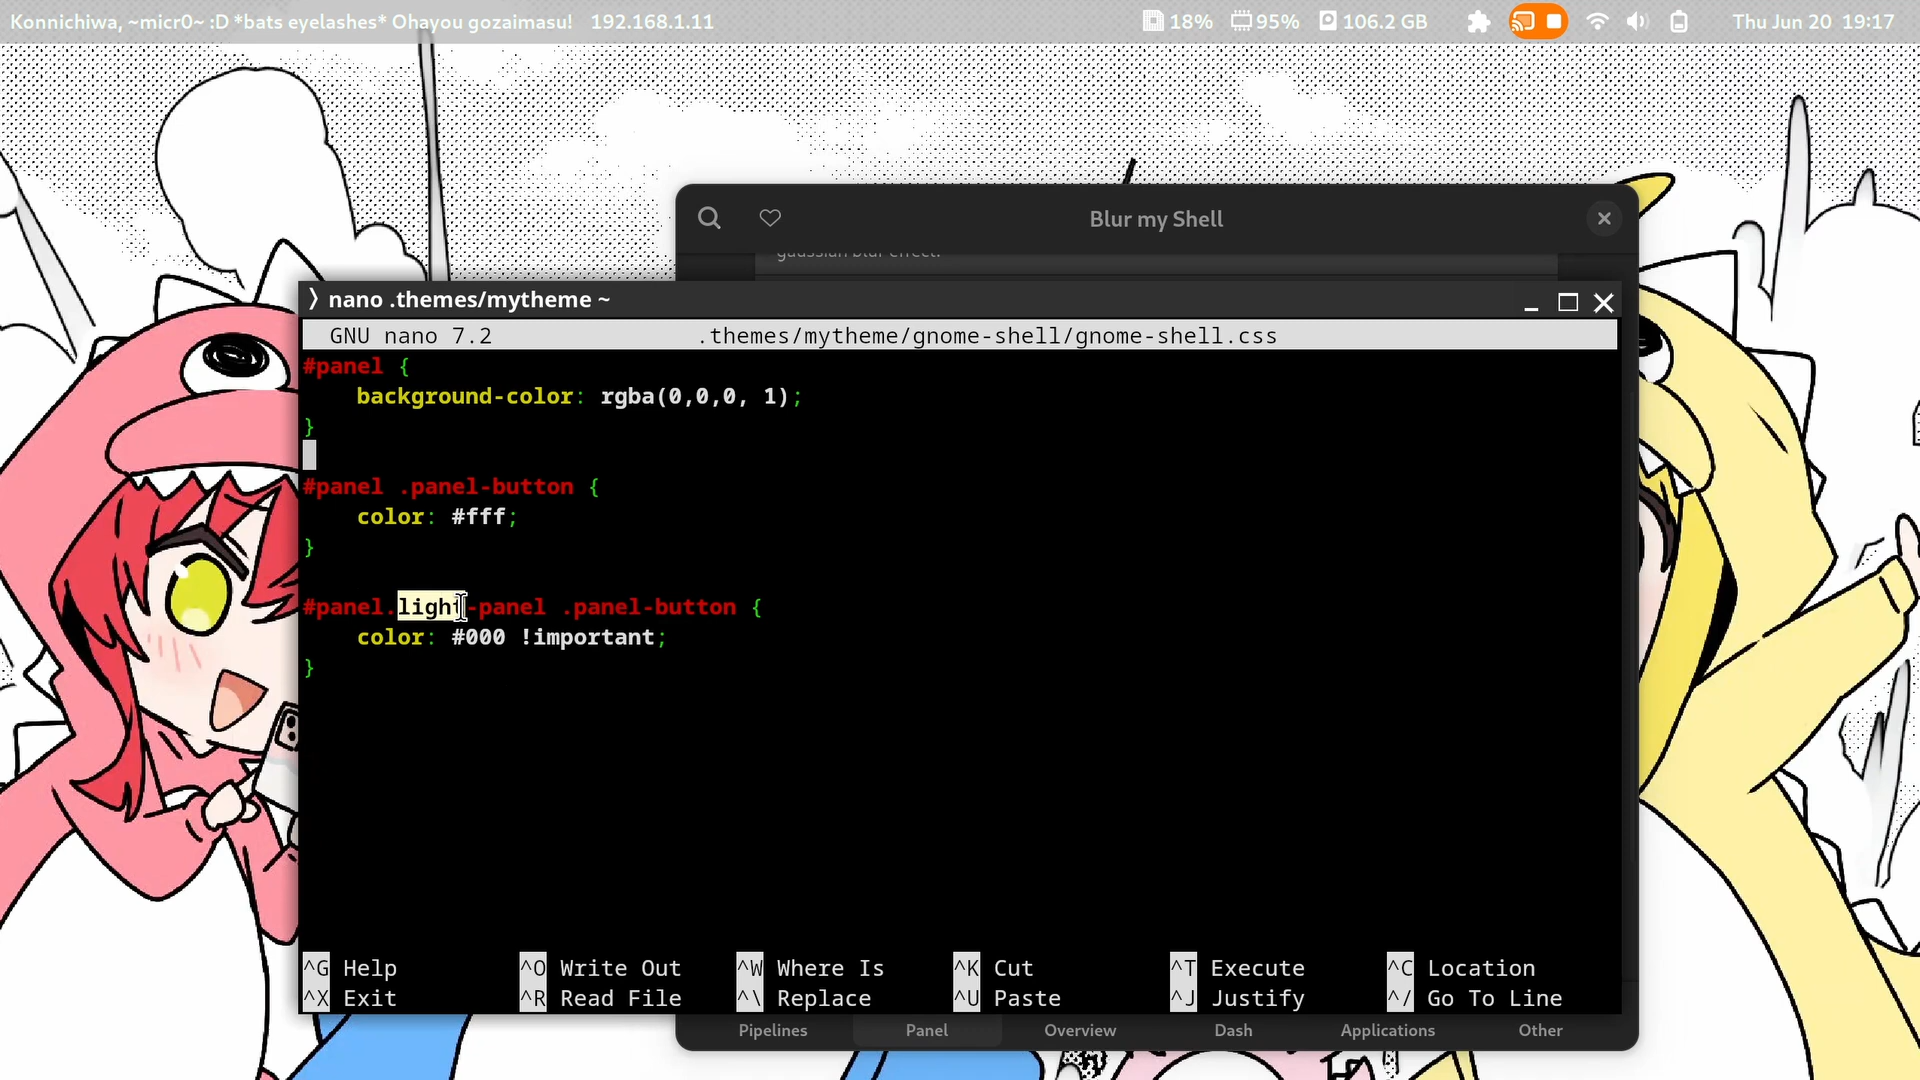 Konnichiwa, ~micr0~ :D *bats eyelashes* Ohayou gozaimasu! 192.168.1.11 18% 95% 106.2 GB Thu Jun 20 19:17
Blur my Shell
gaussian blur effect.
❭ nano .themes/mytheme ~
GNU nano 7.2 .themes/mytheme/gnome-shell/gnome-shell.css
#panel {
    background-color: rgba(0,0,0, 1);
}
#panel .panel-button {
    color: #fff;
}
#panel.light-panel .panel-button {
    color: #000 !important;
}
^G Help ^O Write Out ^W Where Is ^K Cut ^T Execute ^C Location
^X Exit ^R Read File ^\ Replace ^U Paste ^J Justify ^/ Go To Line
Pipelines Panel Overview Dash Applications Other